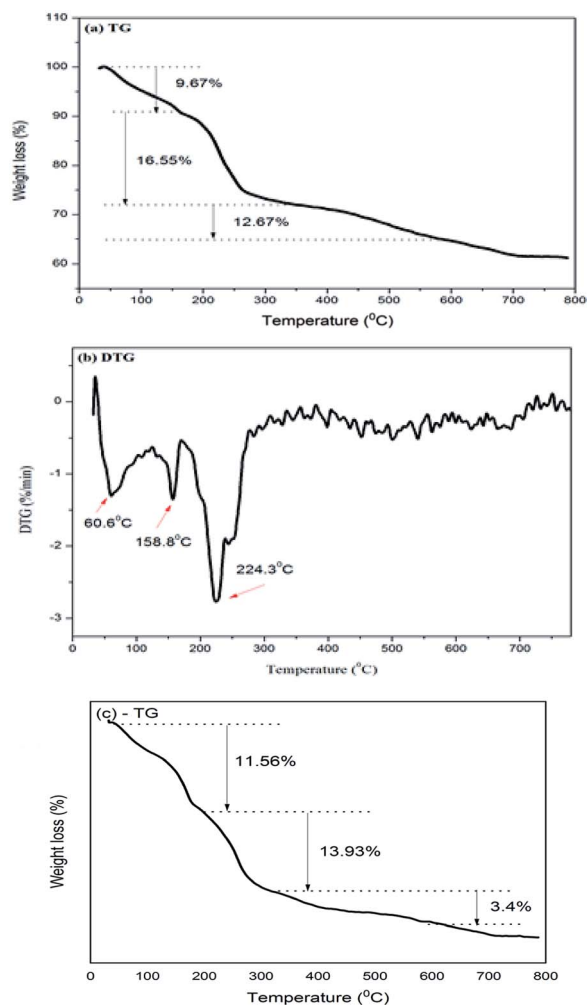 (a) TG
110
100
90
80
70
60
9.67%
16.55%
12.67%
Weight loss (%)
0 100 200 300 400 500 600 700 800
Temperature (⁰C)
(b) DTG
0
-1
-2
-3
60.6⁰C
158.8⁰C
224.3⁰C
DTG (%/min)
0 100 200 300 400 500 600 700
Temperature (⁰C)
(c) - TG
11.56%
13.93%
3.4%
Weight loss (%)
0 100 200 300 400 500 600 700 800
Temperature (⁰C)